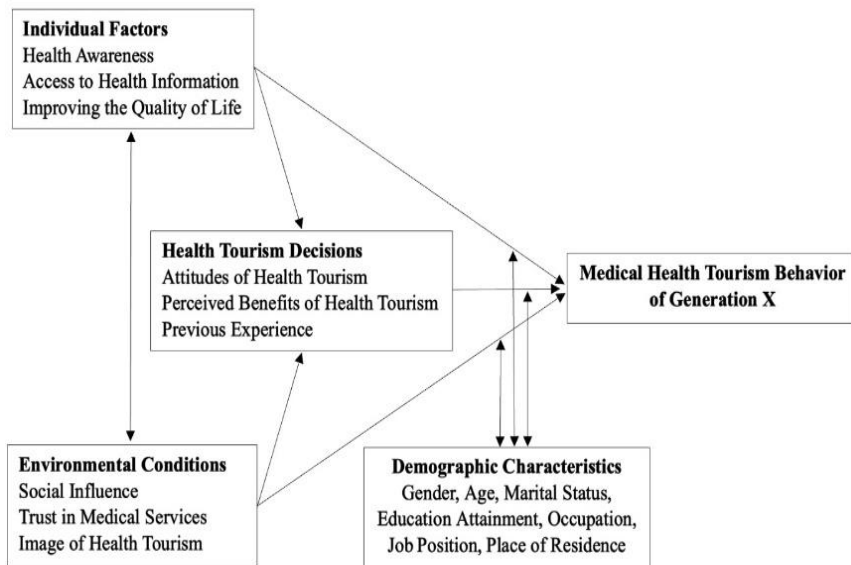 Individual Factors
Health Awareness
Access to Health Information
Improving the Quality of Life
Health Tourism Decisions
Attitudes of Health Tourism
Perceived Benefits of Health Tourism
Previous Experience
Medical Health Tourism Behavior
of Generation X
Environmental Conditions
Social Influence
Trust in Medical Services
Image of Health Tourism
Demographic Characteristics
Gender, Age, Marital Status,
Education Attainment, Occupation,
Job Position, Place of Residence